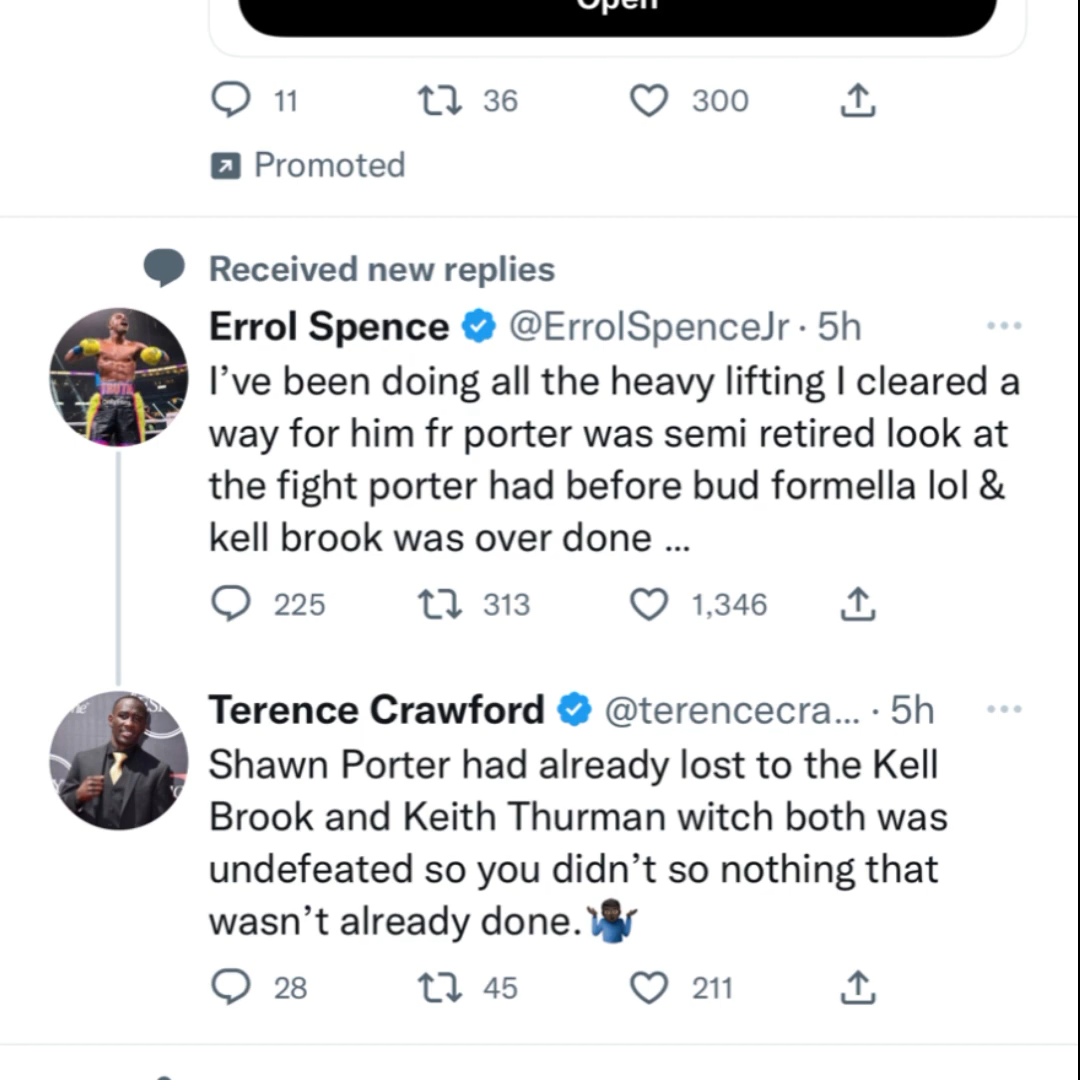 Open
11 36 300
Promoted
Received new replies
Errol Spence @ErrolSpenceJr · 5h
I’ve been doing all the heavy lifting I cleared a
way for him fr porter was semi retired look at
the fight porter had before bud formella lol &
kell brook was over done ...
225 313 1,346
Terence Crawford @terencecra... · 5h
Shawn Porter had already lost to the Kell
Brook and Keith Thurman witch both was
undefeated so you didn’t so nothing that
wasn’t already done.🤷🏿‍♂️
28 45 211